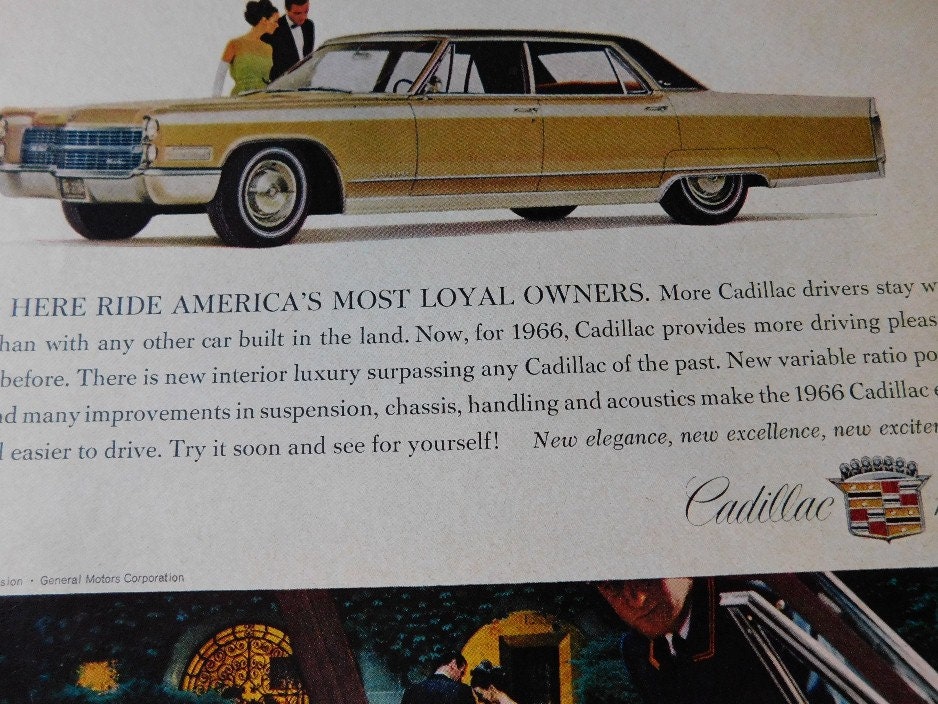 HERE RIDE AMERICA'S MOST LOYAL OWNERS. More Cadillac drivers stay w
han with any other car built in the land. Now, for 1966, Cadillac provides more driving pleas
before. There is new interior luxury surpassing any Cadillac of the past. New variable ratio po
d many improvements in suspension, chassis, handling and acoustics make the 1966 Cadillac e
easier to drive. Try it soon and see for yourself! New elegance, new excellence, new excitem
Cadillac
sion · General Motors Corporation